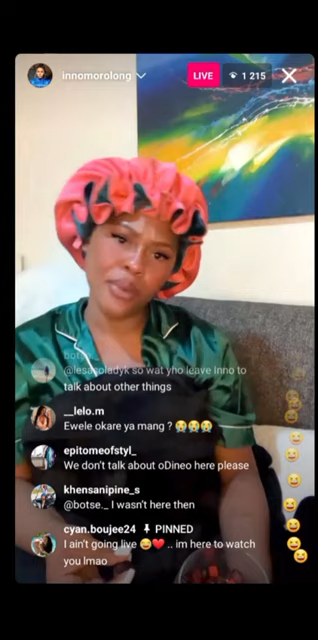 innomorolong
LIVE
1 215
@lesasoladyk so wat yho leave Inno to
talk about other things
__lelo.m
Ewele okare ya mang ? 😭😭😭
epitomeofstyl_
We don't talk about oDineo here please
khensanipine_s
@botse._ I wasn't here then
cyan.boujee24 📌 PINNED
I ain't going live 😂❤️ .. im here to watch
you lmao